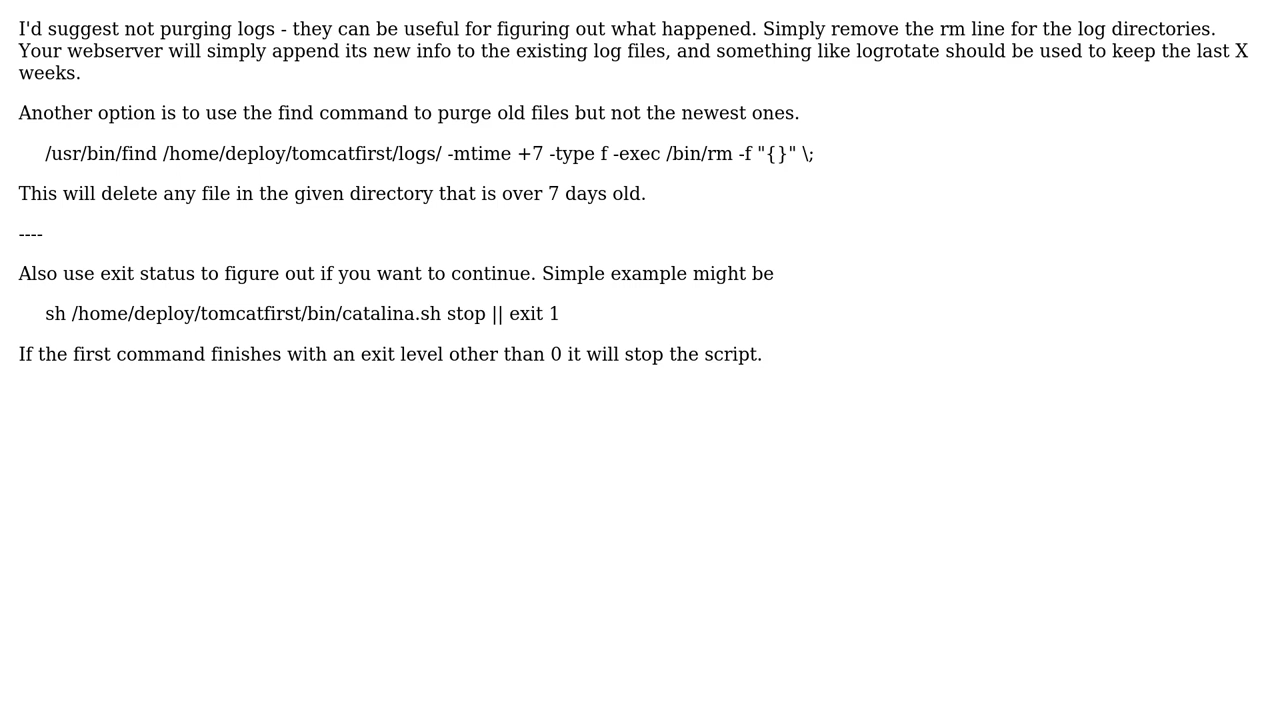 I'd suggest not purging logs - they can be useful for figuring out what happened. Simply remove the rm line for the log directories.
Your webserver will simply append its new info to the existing log files, and something like logrotate should be used to keep the last X
weeks.
Another option is to use the find command to purge old files but not the newest ones.
/usr/bin/find /home/deploy/tomcatfirst/logs/ -mtime +7 -type f -exec /bin/rm -f "{}" \;
This will delete any file in the given directory that is over 7 days old.
----
Also use exit status to figure out if you want to continue. Simple example might be
sh /home/deploy/tomcatfirst/bin/catalina.sh stop || exit 1
If the first command finishes with an exit level other than 0 it will stop the script.